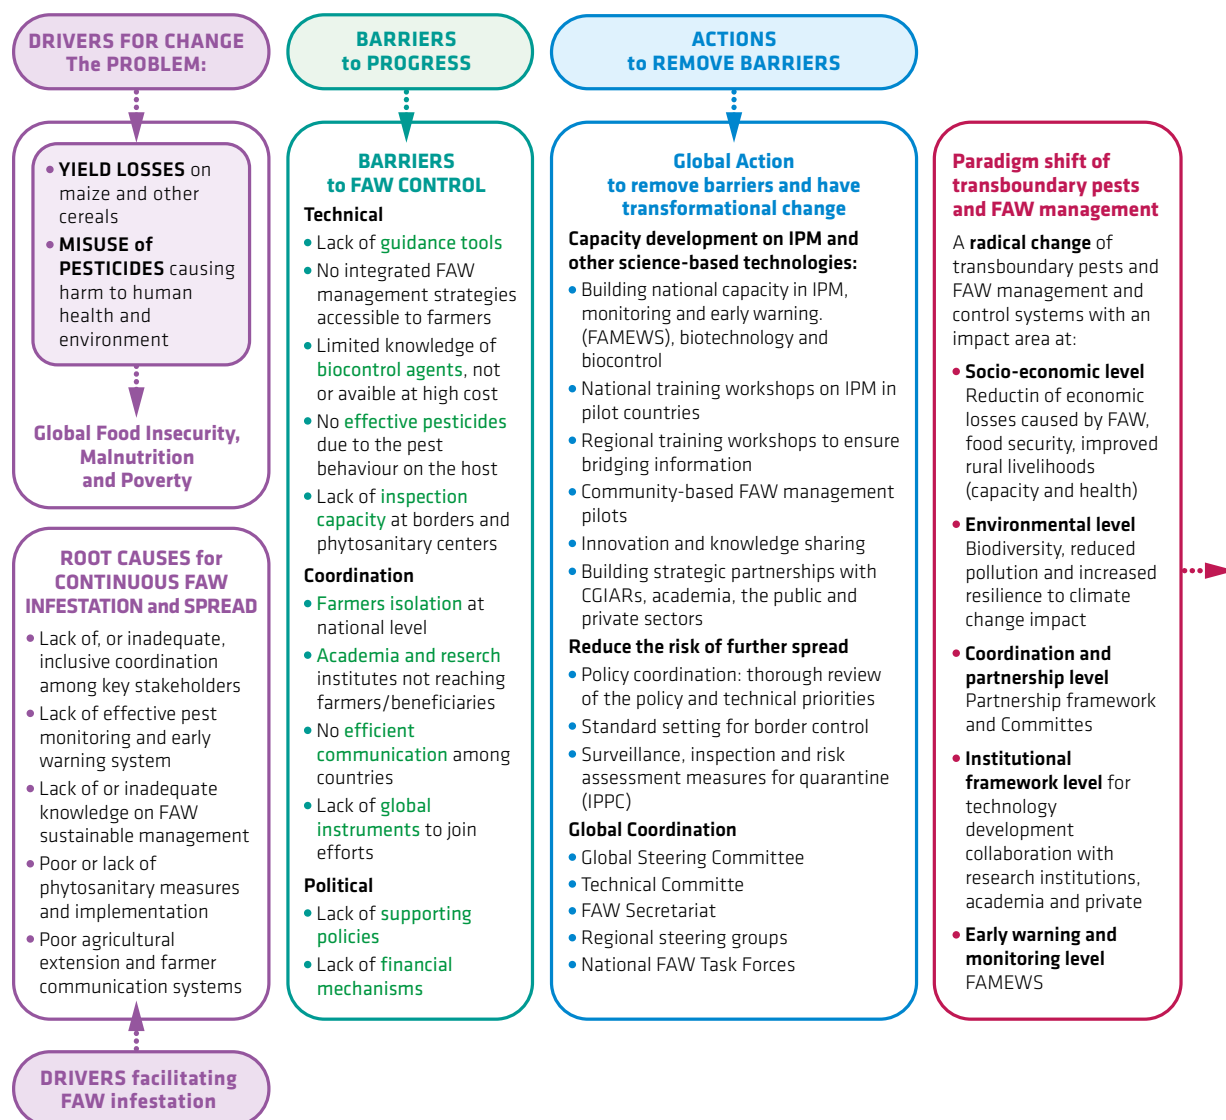 DRIVERS FOR CHANGE
The PROBLEM:
• YIELD LOSSES on
maize and other
cereals
• MISUSE of
PESTICIDES causing
harm to human
health and
environment
Global Food Insecurity,
Malnutrition
and Poverty
ROOT CAUSES for
CONTINUOUS FAW
INFESTATION and SPREAD
• Lack of, or inadequate,
inclusive coordination
among key stakeholders
• Lack of effective pest
monitoring and early
warning system
• Lack of or inadequate
knowledge on FAW
sustainable management
• Poor or lack of
phytosanitary measures
and implementation
• Poor agricultural
extension and farmer
communication systems
DRIVERS facilitating
FAW infestation
BARRIERS
to PROGRESS
BARRIERS
to FAW CONTROL
Technical
• Lack of guidance tools
• No integrated FAW
management strategies
accessible to farmers
• Limited knowledge of
biocontrol agents, not
or avaible at high cost
• No effective pesticides
due to the pest
behaviour on the host
• Lack of inspection
capacity at borders and
phytosanitary centers
Coordination
• Farmers isolation at
national level
• Academia and reserch
institutes not reaching
farmers/beneficiaries
• No efficient
communication among
countries
• Lack of global
instruments to join
efforts
Political
• Lack of supporting
policies
• Lack of financial
mechanisms
ACTIONS
to REMOVE BARRIERS
Global Action
to remove barriers and have
transformational change
Capacity development on IPM and
other science-based technologies:
• Building national capacity in IPM,
monitoring and early warning.
(FAMEWS), biotechnology and
biocontrol
• National training workshops on IPM in
pilot countries
• Regional training workshops to ensure
bridging information
• Community-based FAW management
pilots
• Innovation and knowledge sharing
• Building strategic partnerships with
CGIARs, academia, the public and
private sectors
Reduce the risk of further spread
• Policy coordination: thorough review
of the policy and technical priorities
• Standard setting for border control
• Surveillance, inspection and risk
assessment measures for quarantine
(IPPC)
Global Coordination
• Global Steering Committee
• Technical Committe
• FAW Secretariat
• Regional steering groups
• National FAW Task Forces
Paradigm shift of
transboundary pests
and FAW management
A radical change of
transboundary pests and
FAW management and
control systems with an
impact area at:
• Socio-economic level
Reductin of economic
losses caused by FAW,
food security, improved
rural livelihoods
(capacity and health)
• Environmental level
Biodiversity, reduced
pollution and increased
resilience to climate
change impact
• Coordination and
partnership level
Partnership framework
and Committes
• Institutional
framework level for
technology
development
collaboration with
research institutions,
academia and private
• Early warning and
monitoring level
FAMEWS